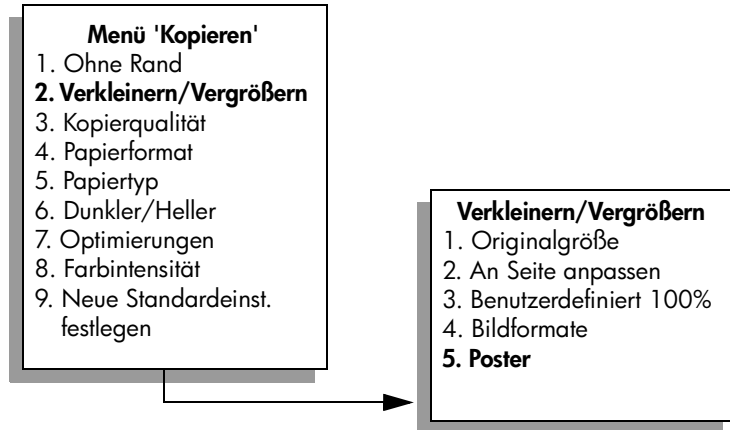 Menü 'Kopieren'
1. Ohne Rand
2. Verkleinern/Vergrößern
3. Kopierqualität
4. Papierformat
5. Papiertyp
6. Dunkler/Heller
7. Optimierungen
8. Farbintensität
9. Neue Standardeinst.
festlegen
Verkleinern/Vergrößern
1. Originalgröße
2. An Seite anpassen
3. Benutzerdefiniert 100%
4. Bildformate
5. Poster